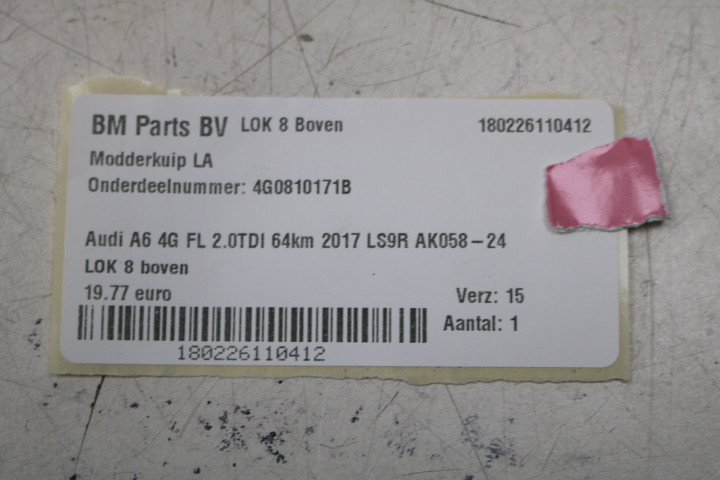 BM Parts BV LOK 8 Boven 180226110412
Modderkuip LA
Onderdeelnummer: 4G0810171B
Audi A6 4G FL 2.0TDI 64km 2017 LS9R AK058-24
LOK 8 boven
19.77 euro Verz: 15
Aantal: 1
180226110412